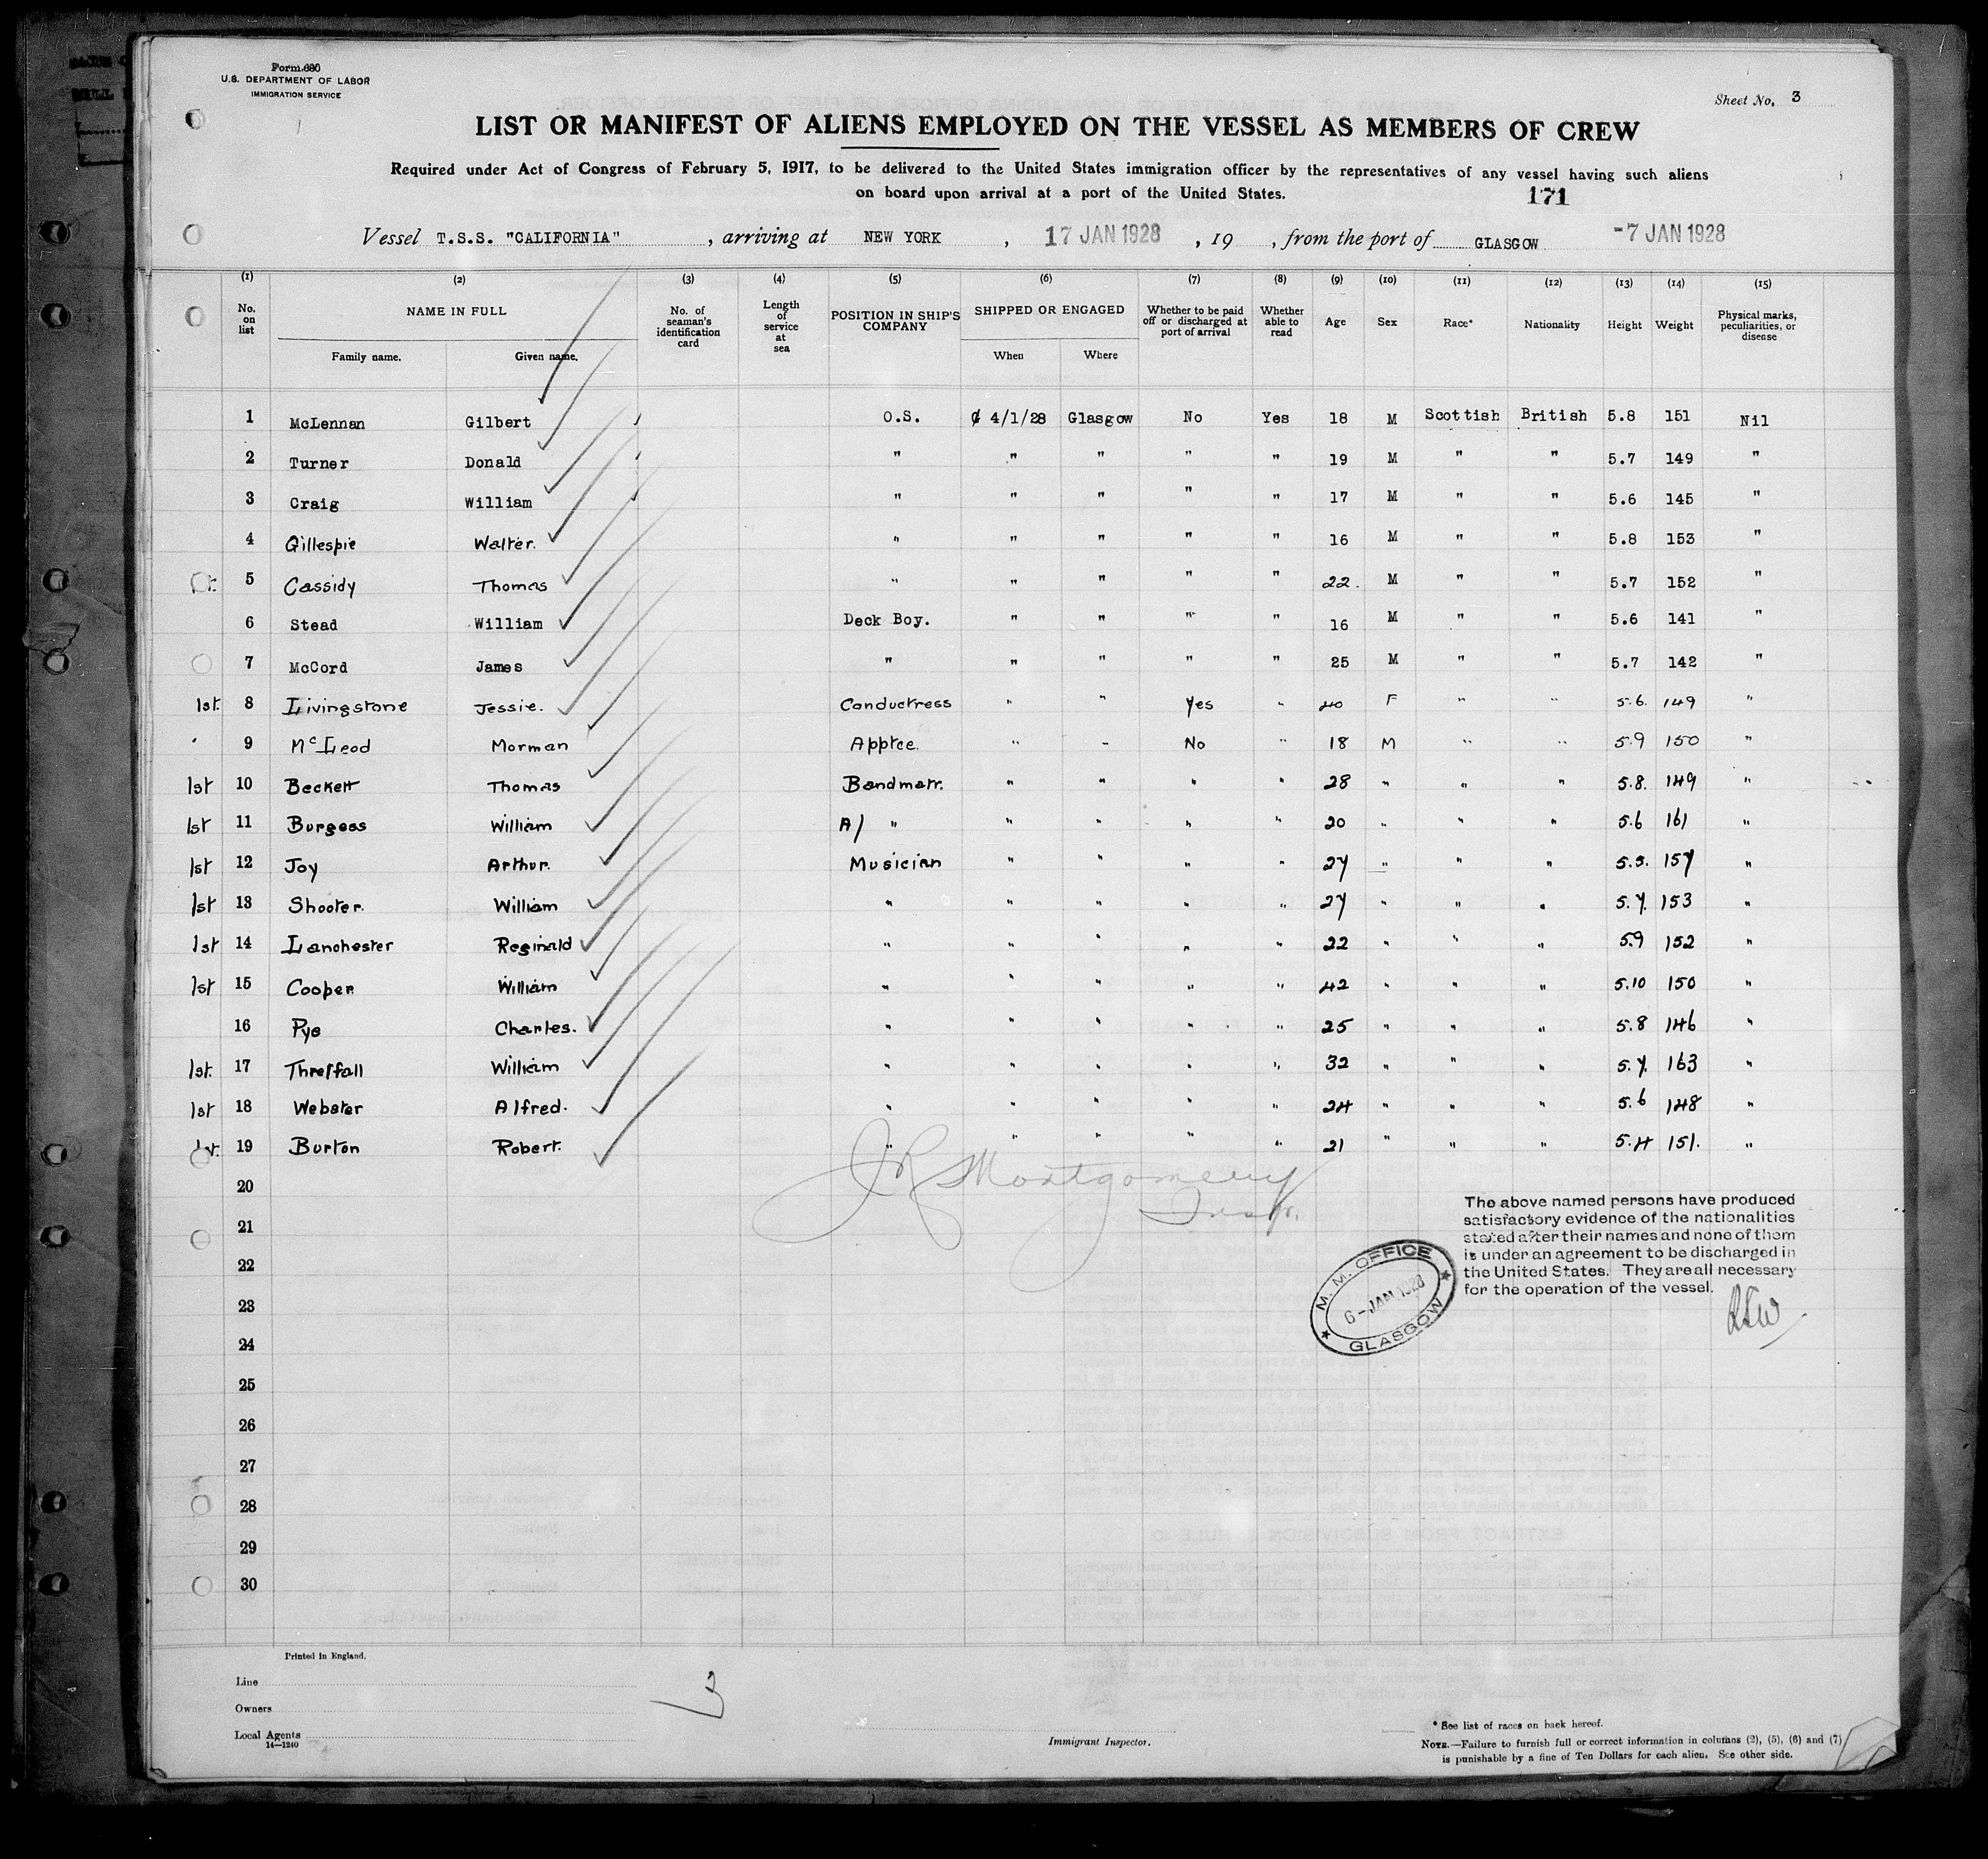 Form 680
U.S. DEPARTMENT OF LABOR
IMMIGRATION SERVICE
Sheet No. 3
LIST OR MANIFEST OF ALIENS EMPLOYED ON THE VESSEL AS MEMBERS OF CREW
Required under Act of Congress of February 5, 1917, to be delivered to the United States immigration officer by the representatives of any vessel having such aliens
on board upon arrival at a port of the United States.
171
Vessel T.S.S. "CALIFORNIA" , arriving at NEW YORK , 17 JAN 1928 , 19 , from the port of GLASGOW -7 JAN 1928
(1) (2) (3) (4) (5) (6) (7) (8) (9) (10) (11) (12) (13) (14) (15)
No. on list NAME IN FULL Family name. Given name. No. of seaman's identification card Length of service at sea POSITION IN SHIP'S COMPANY SHIPPED OR ENGAGED When Where Whether to be paid off or discharged at port of arrival Whether able to read Age Sex Race* Nationality Height Weight Physical marks, peculiarities, or disease
1 McLennan Gilbert O.S. 4/1/28 Glasgow No Yes 18 M Scottish British 5.8 151 Nil
2 Turner Donald " " " " " 19 M " " 5.7 149 "
3 Craig William " " " " " 17 M " " 5.6 145 "
4 Gillespie Walter. " " " " " 16 M " " 5.8 153 "
5 Cassidy Thomas " " " " " 22. M " " 5.7 152 "
6 Stead William Deck Boy. " " " " 16 M " " 5.6 141 "
7 McCord James " " " " " 25 M " " 5.7 142 "
1st. 8 Livingstone Jessie. Conductress " " Yes " 40 F " " 5.6. 149 "
9 McLeod Morman Apptce. " " No " 18 M " " 5.9 150 "
1st 10 Beckett Thomas Bandmstr. " " " " 28 " " " 5.8. 149 "
1st 11 Burgess William A/ " " " " " 20 " " " 5.6 161 "
1st 12 Joy Arthur. Musician " " " " 27 " " " 157 "
1st 13 Shooter. William " " " " " 27 " " " 5.7. 153 "
1st 14 Lanchester Reginald " " " " " 22 " " " 5.9 152 "
1st 15 Cooper. William " " " " " 42 " " " 5.10 150 "
16 Pye Charles. " " " " " 25 " " " 5.8 146 "
1st. 17 Threlfall William " " " " " 32 " " " 5.7. 163 "
1st 18 Webster Alfred. " " " " " 24 " " " 5.6 148 "
19 Burton Robert. " " " " " 21 " " " 5.4 151. "
20
J R Montgomery
Insp.
21
22
23
24
25
26
27
28
29
30
The above named persons have produced
satisfactory evidence of the nationalities
stated after their names and none of them
is under an agreement to be discharged in
the United States. They are all necessary
for the operation of the vessel.
M. M. OFFICE
6-JAN 1928
GLASGOW
Printed in England.
Line
Owners
Local Agents
14—1240
3
Immigrant Inspector.
* See list of races on back hereof.
NOTE.—Failure to furnish full or correct information in columns (2), (5), (6) and (7)
is punishable by a fine of Ten Dollars for each alien. See other side.